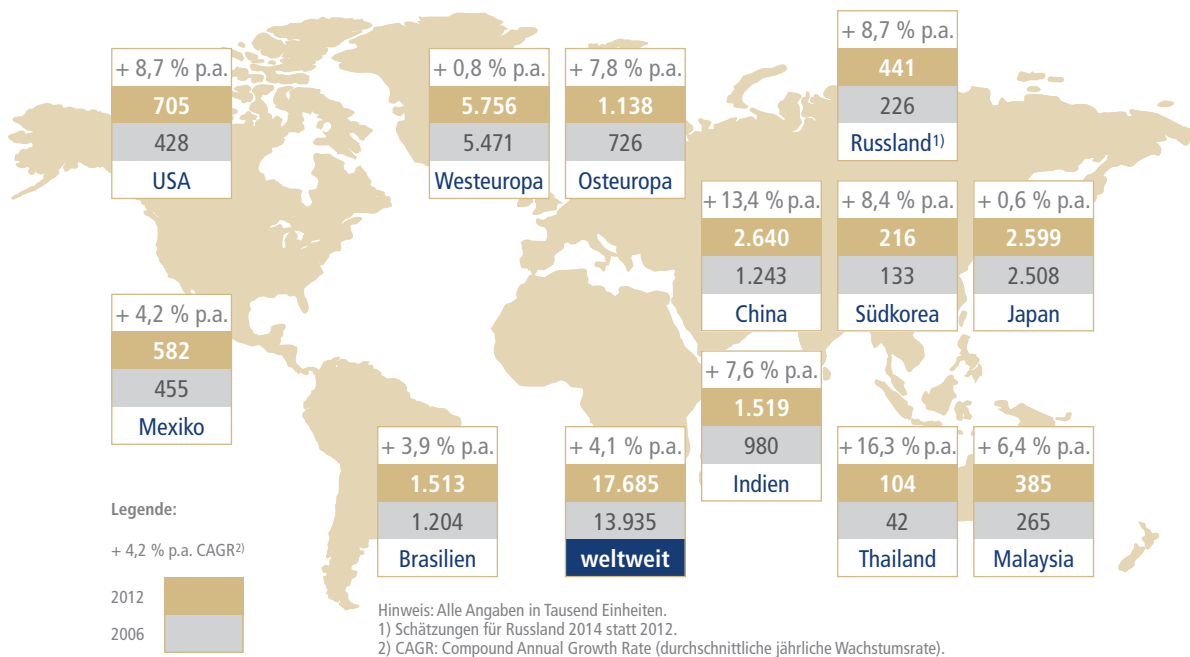 + 8,7 % p.a.
705
428
USA
+ 0,8 % p.a.
5.756
5.471
Westeuropa
+ 7,8 % p.a.
1.138
726
Osteuropa
+ 8,7 % p.a.
441
226
Russland1)
+ 13,4 % p.a.
2.640
1.243
China
+ 8,4 % p.a.
216
133
Südkorea
+ 0,6 % p.a.
2.599
2.508
Japan
+ 4,2 % p.a.
582
455
Mexiko
+ 7,6 % p.a.
1.519
980
Indien
+ 3,9 % p.a.
1.513
1.204
Brasilien
+ 4,1 % p.a.
17.685
13.935
weltweit
+ 16,3 % p.a.
104
42
Thailand
+ 6,4 % p.a.
385
265
Malaysia
Legende:
+ 4,2 % p.a. CAGR2)
2012
2006
Hinweis: Alle Angaben in Tausend Einheiten.
1) Schätzungen für Russland 2014 statt 2012.
2) CAGR: Compound Annual Growth Rate (durchschnittliche jährliche Wachstumsrate).